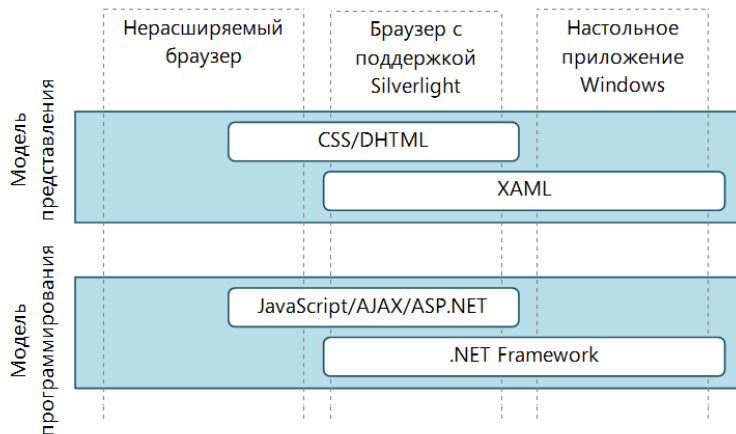 Нерасширяемый
браузер
Браузер с
поддержкой
Silverlight
Настольное
приложение
Windows
Модель
представления
CSS/DHTML
XAML
Модель
программирования
JavaScript/AJAX/ASP.NET
.NET Framework